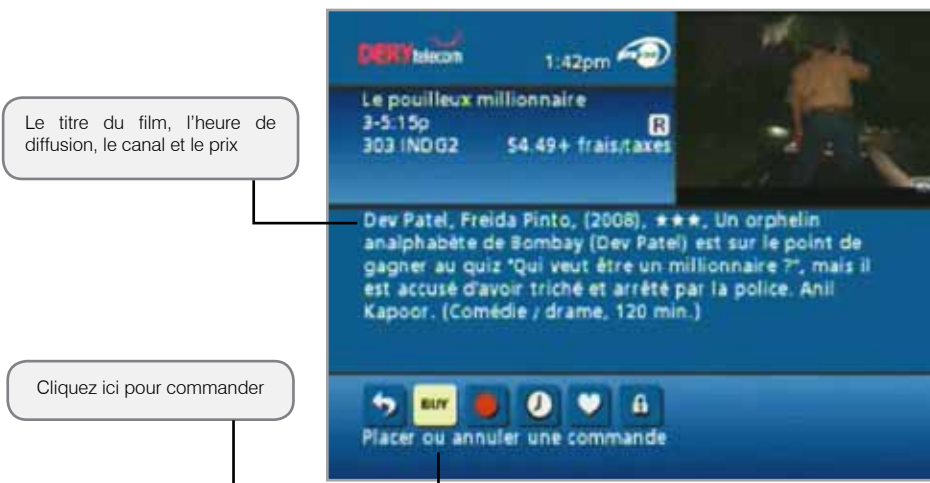 DERYtelecom
1:42pm
Le pouilleux millionnaire
3-5:15p
R
303 INDG2 $4.49+ frais/taxes
Le titre du film, l'heure de
diffusion, le canal et le prix
Dev Patel, Freida Pinto, (2008), ★★★, Un orphelin
analphabète de Bombay (Dev Patel) est sur le point de
gagner au quiz "Qui veut être un millionnaire ?", mais il
est accusé d'avoir triché et arrêté par la police. Anil
Kapoor. (Comédie / drame, 120 min.)
Cliquez ici pour commander
BUY
Placer ou annuler une commande